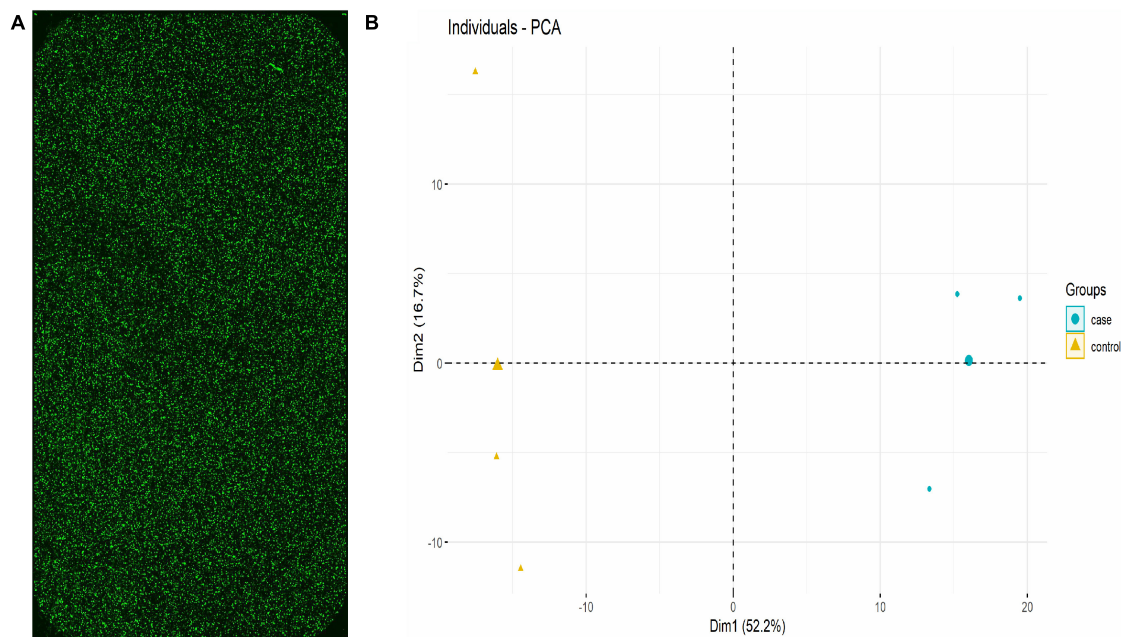 A
B
Individuals - PCA
10
0
-10
Dim2 (16.7%)
-10
0
10
20
Dim1 (52.2%)
Groups
case
control